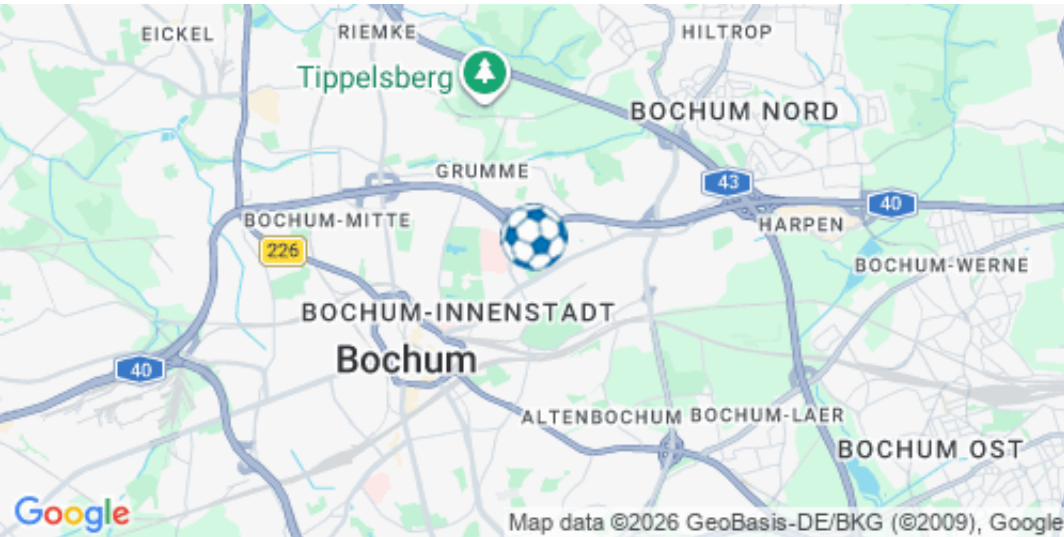 EICKEL
RIEMKE
HILTROP
Tippelsberg
BOCHUM NORD
GRUMME
43
40
BOCHUM-MITTE
HARPEN
226
BOCHUM-WERNE
BOCHUM-INNENSTADT
Bochum
40
ALTENBOCHUM
BOCHUM-LAER
BOCHUM OST
Google
Map data ©2026 GeoBasis-DE/BKG (©2009), Google